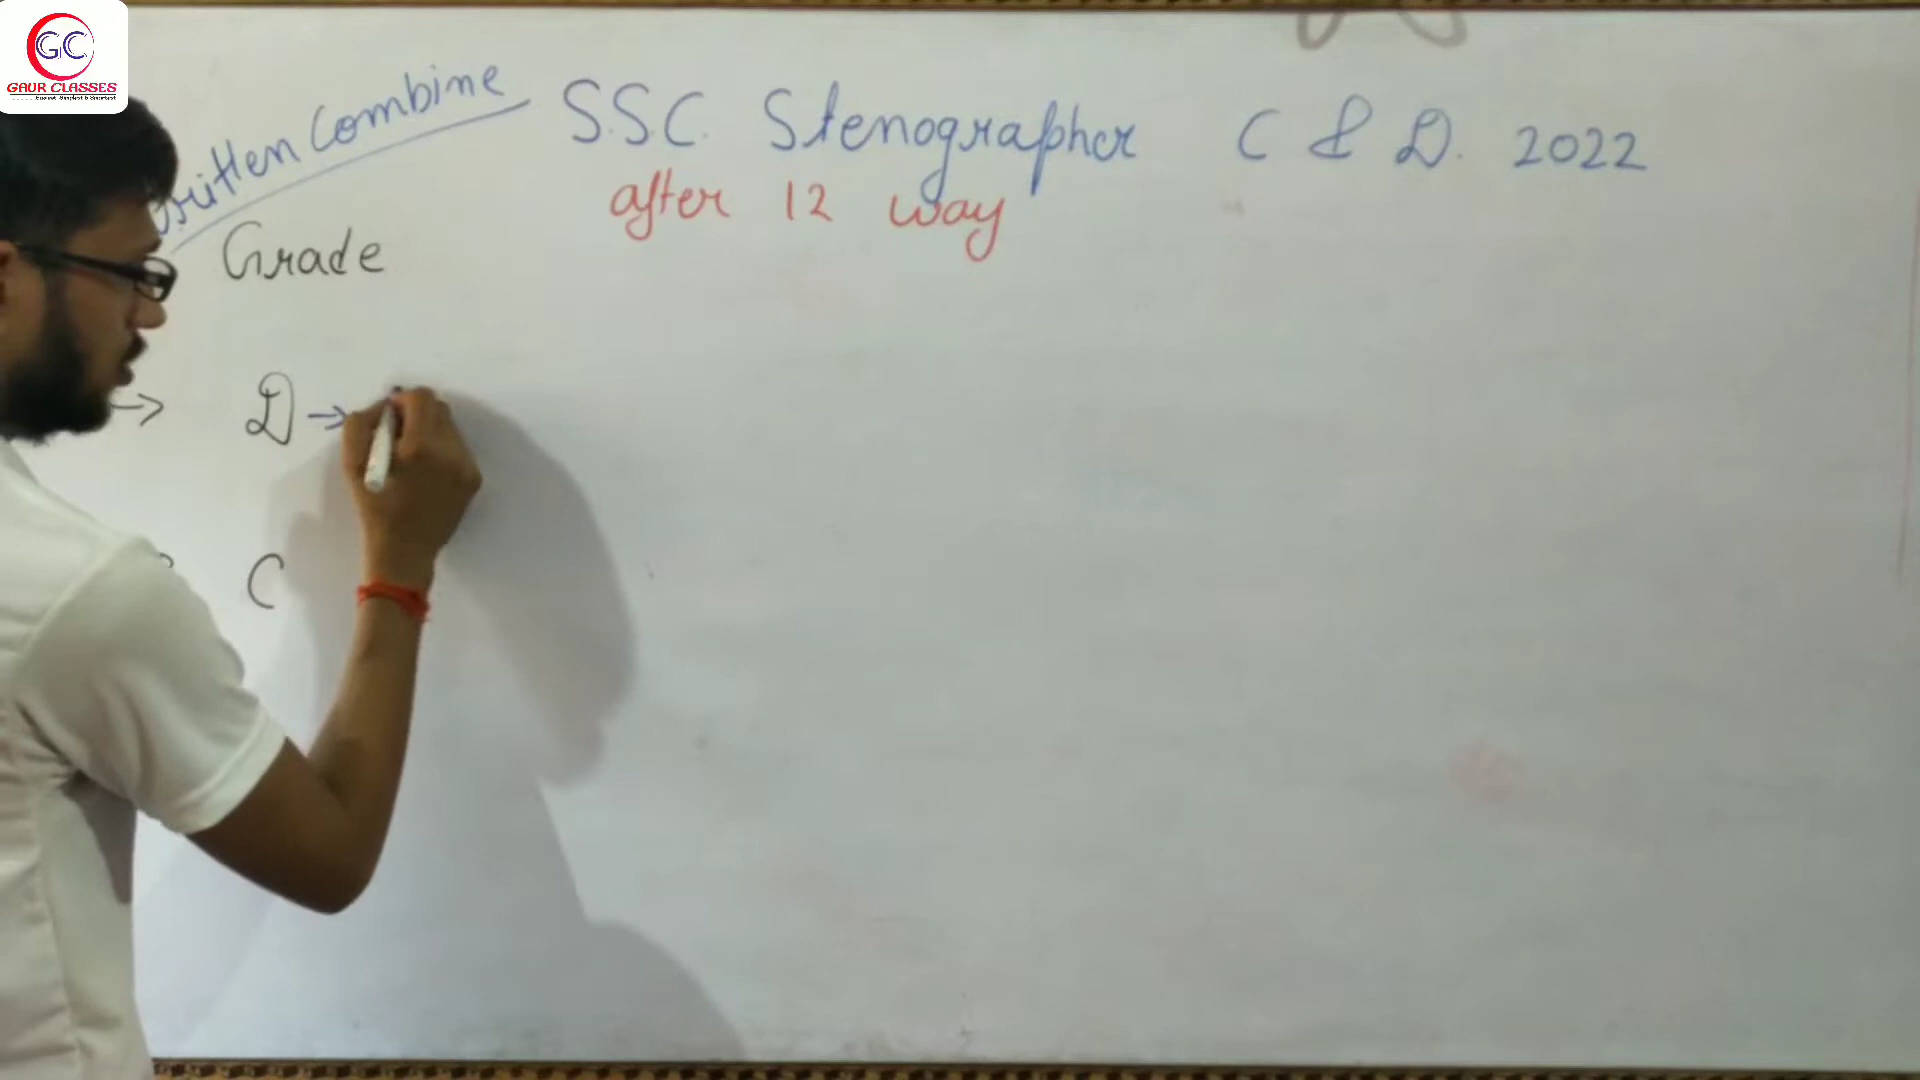 GC
GAUR CLASSES
written Combine
S.S.C. Stenographer C & D. 2022
after 12 way
Grade
→ D →
C